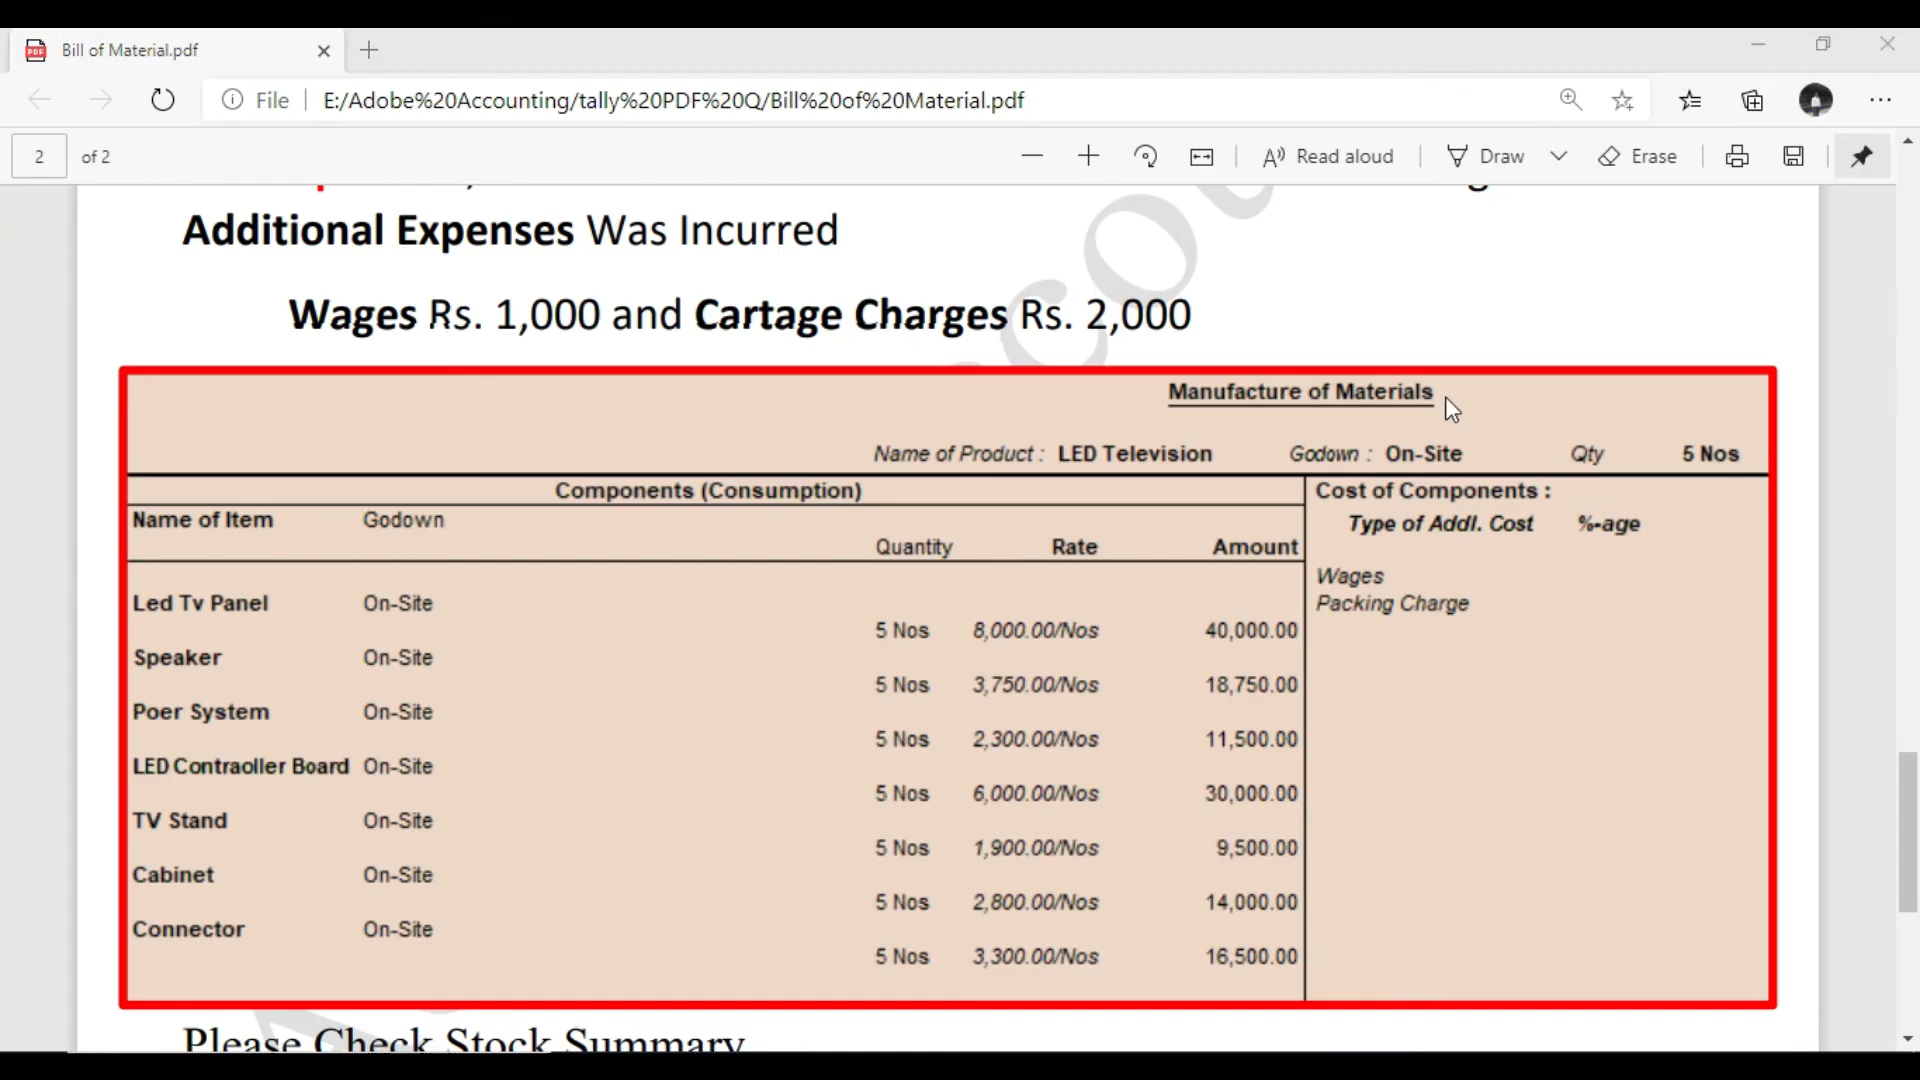 Bill of Material.pdf
File
E:/Adobe%20Accounting/tally%20PDF%20Q/Bill%20of%20Material.pdf
2 of 2
Read aloud
Draw
Erase
Additional Expenses Was Incurred
Wages Rs. 1,000 and Cartage Charges Rs. 2,000
Manufacture of Materials
Name of Product : LED Television Godown : On-Site Qty 5 Nos
Components (Consumption) Cost of Components :
Name of Item Godown Type of Addl. Cost %-age
Quantity Rate Amount
Wages
Led Tv Panel On-Site Packing Charge
5 Nos 8,000.00/Nos 40,000.00
Speaker On-Site
5 Nos 3,750.00/Nos 18,750.00
Poer System On-Site
5 Nos 2,300.00/Nos 11,500.00
LED Contraoller Board On-Site
5 Nos 6,000.00/Nos 30,000.00
TV Stand On-Site
5 Nos 1,900.00/Nos 9,500.00
Cabinet On-Site
5 Nos 2,800.00/Nos 14,000.00
Connector On-Site
5 Nos 3,300.00/Nos 16,500.00
Please Check Stock Summary